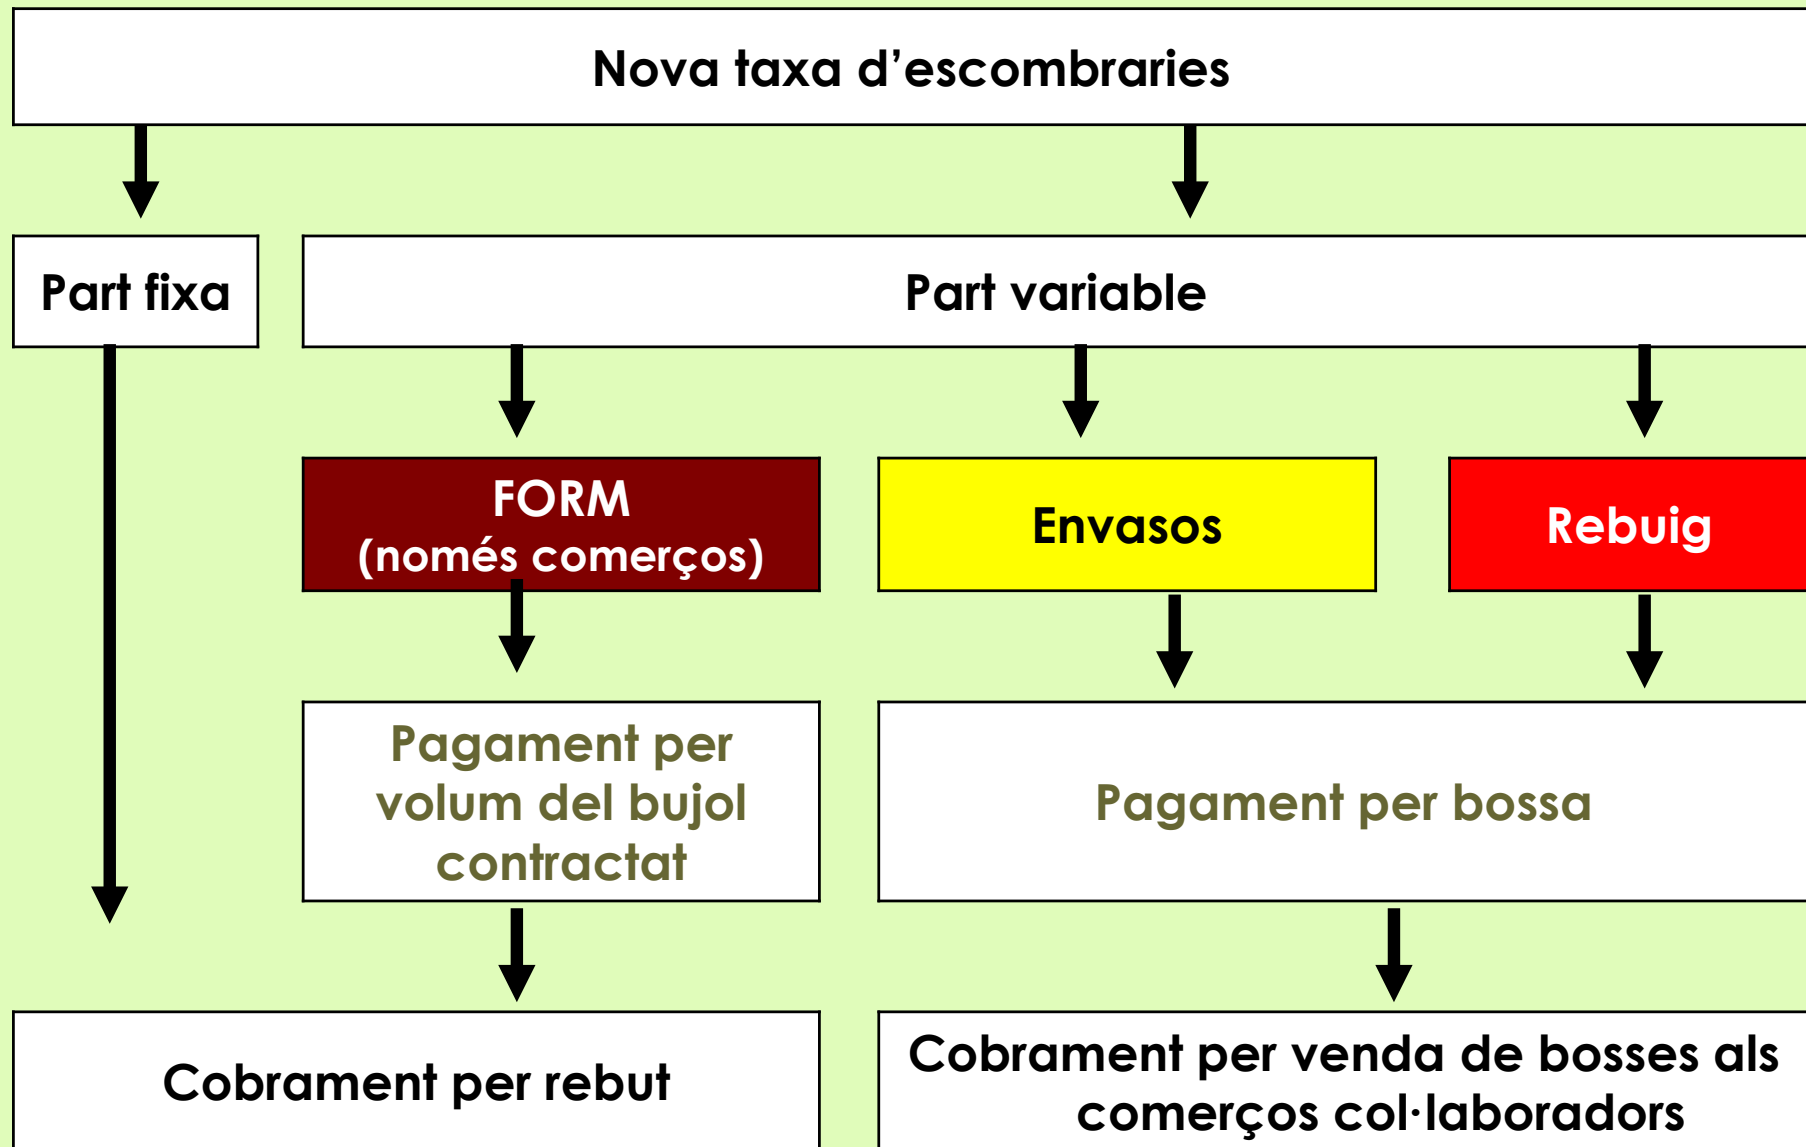 Nova taxa d’escombraries
Part fixa
Part variable
FORM
(només comerços)
Envasos
Rebuig
Pagament per
volum del bujol
contractat
Pagament per bossa
Cobrament per rebut
Cobrament per venda de bosses als
comerços col·laboradors